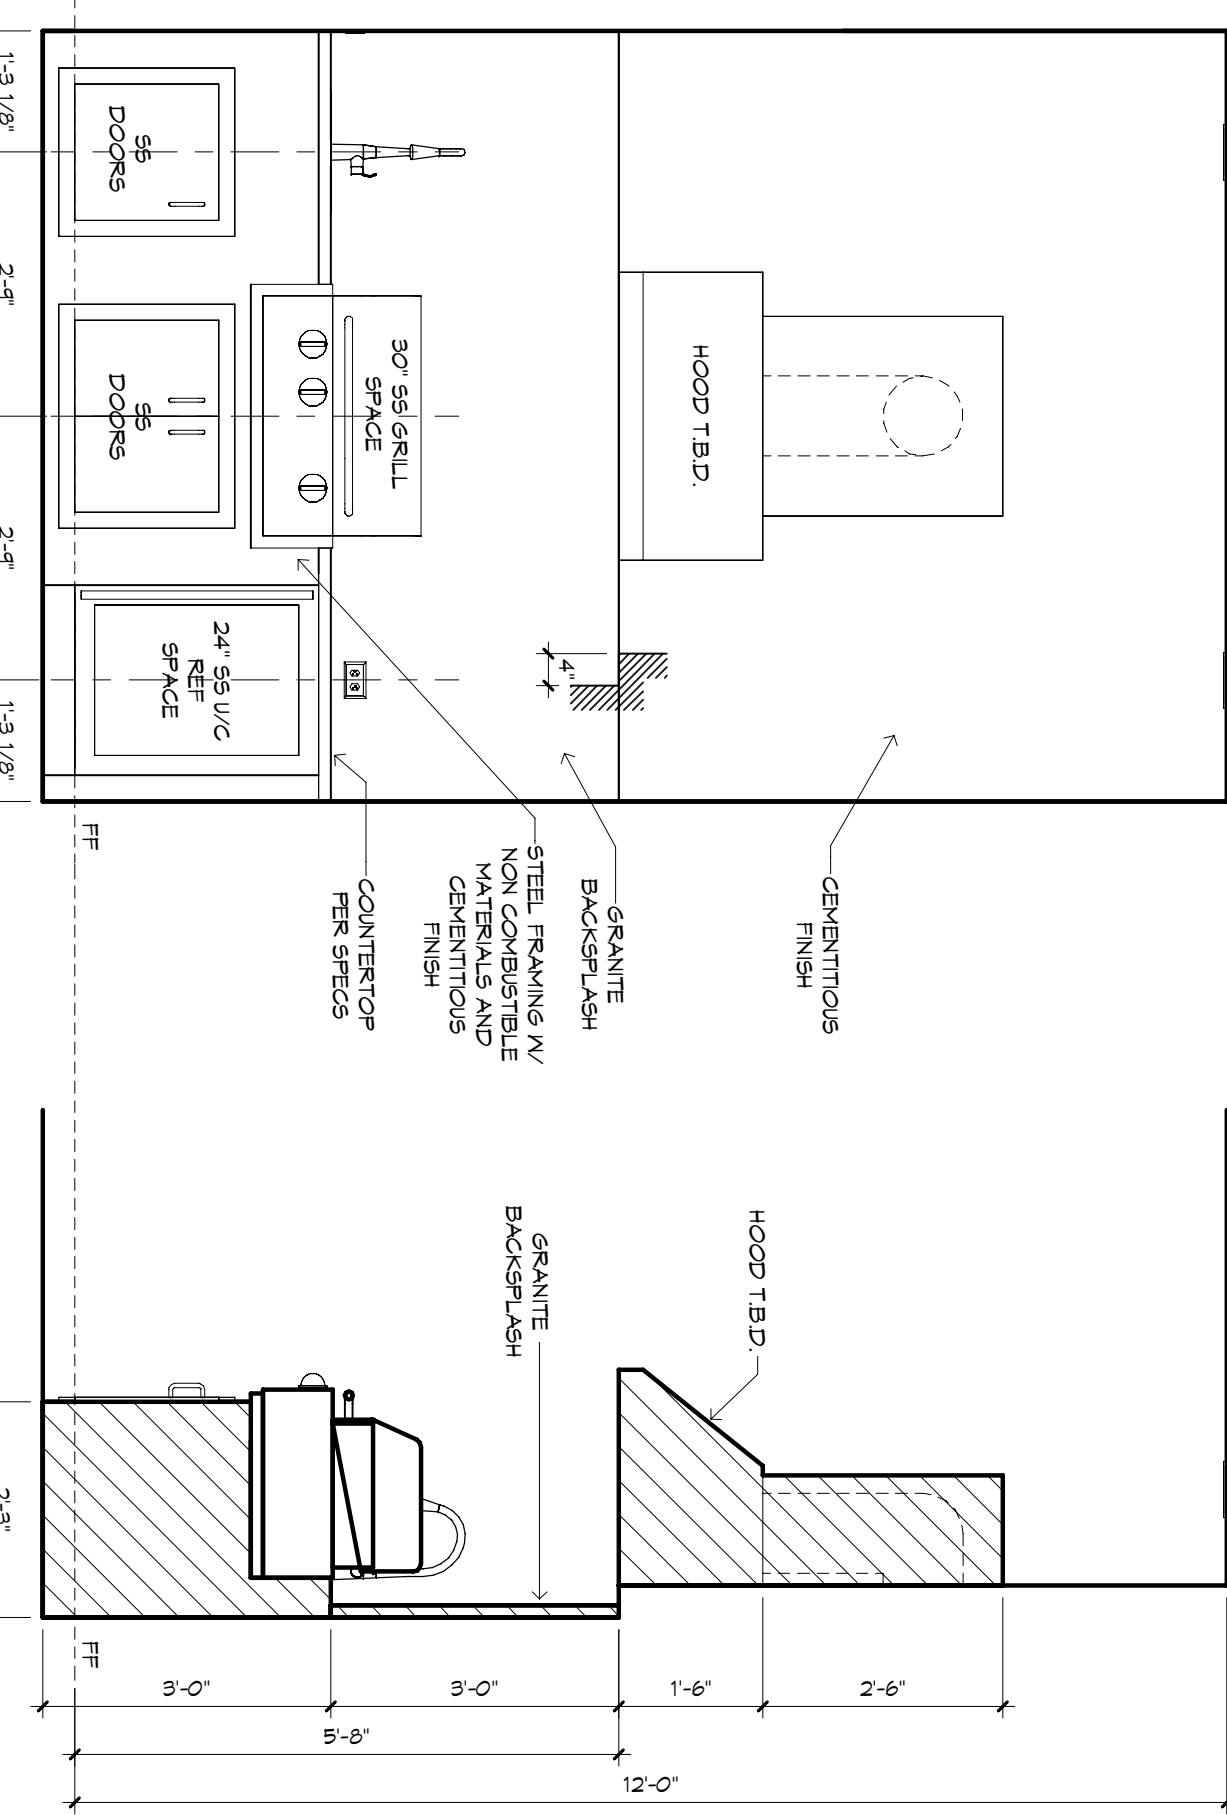 HOOD T.B.D.
30" SS GRILL
SPACE
SS
DOORS
SS
DOORS
24" SS U/C
REF
SPACE
4"
1'-3 1/8"
2'-9"
2'-9"
1'-3 1/8"
FF
CEMENTITIOUS
FINISH
GRANITE
BACKSPLASH
STEEL FRAMING W/
NON COMBUSTIBLE
MATERIALS AND
CEMENTITIOUS
FINISH
COUNTERTOP
PER SPECS
HOOD T.B.D.
GRANITE
BACKSPLASH
2'-3"
FF
3'-0"
3'-0"
1'-6"
2'-6"
5'-8"
12'-0"